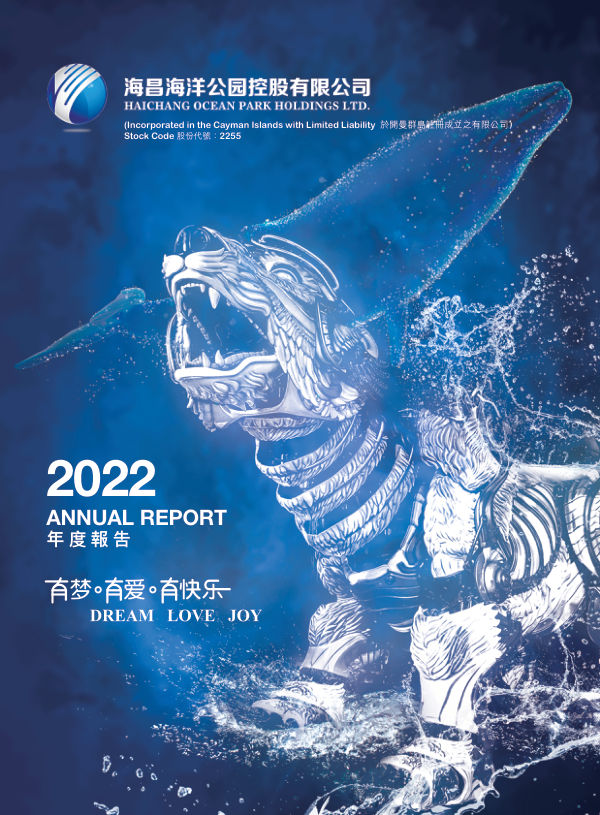 海昌海洋公园控股有限公司
HAICHANG OCEAN PARK HOLDINGS LTD.
(Incorporated in the Cayman Islands with Limited Liability 於開曼群島註冊成立之有限公司)
Stock Code 股份代號：2255
2022
ANNUAL REPORT
年度報告
有梦·有爱·有快乐
DREAM LOVE JOY